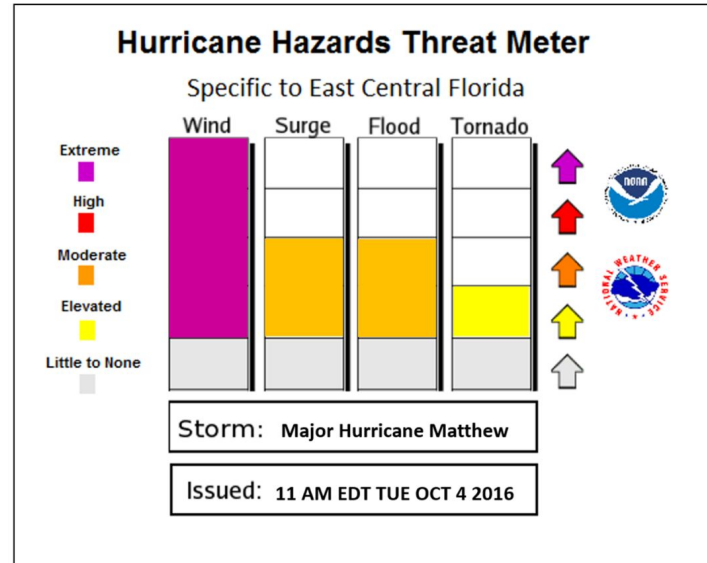 Hurricane Hazards Threat Meter
Specific to East Central Florida
Wind Surge Flood Tornado
Extreme
High
Moderate
Elevated
Little to None
NOAA
NATIONAL WEATHER SERVICE
Storm: Major Hurricane Matthew
Issued: 11 AM EDT TUE OCT 4 2016